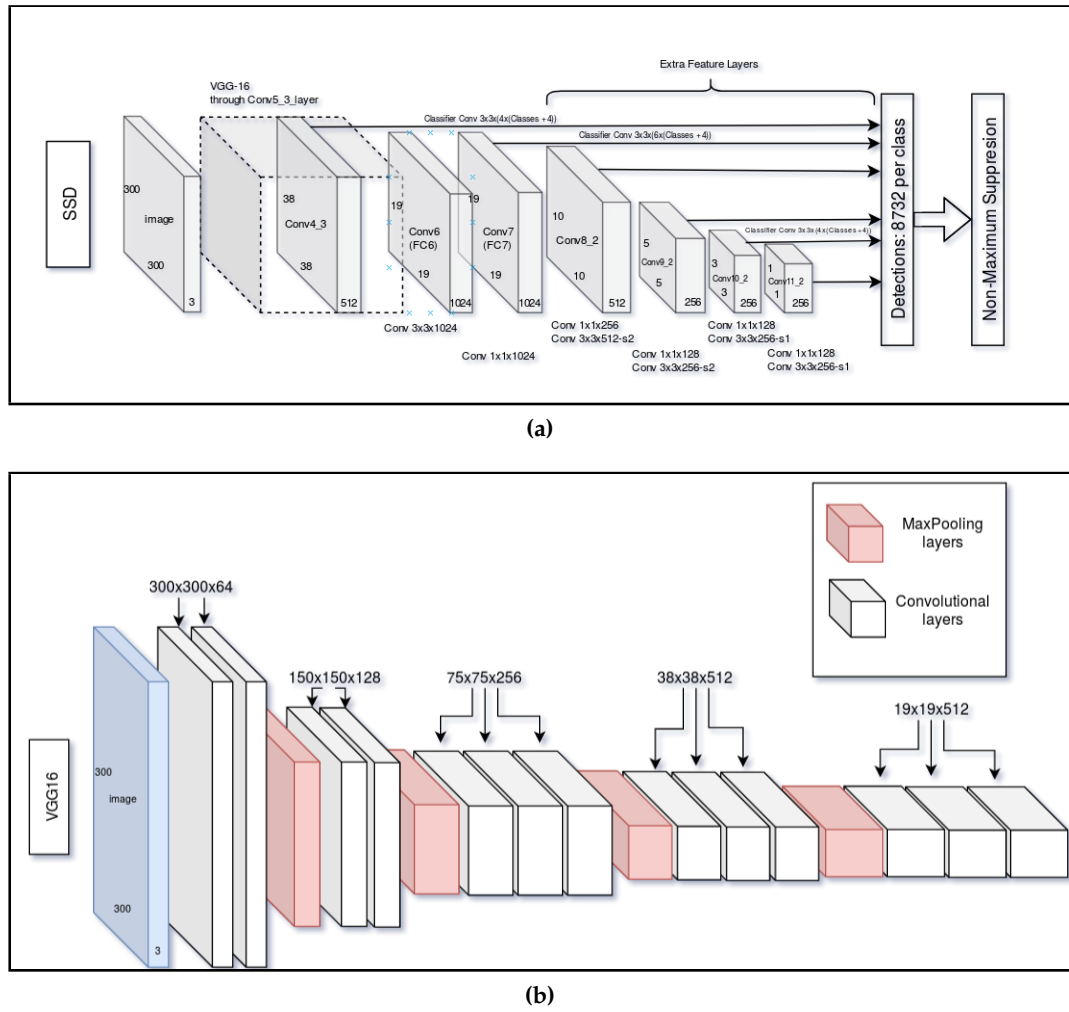 SSD
VGG-16
through Conv5_3_layer
Extra Feature Layers
Classifier Conv 3x3x(4x(Classes +4))
Classifier Conv 3x3x(6x(Classes +4))
Classifier Conv 3x3x(4x(Classes+4))
300
image
300
3
38
Conv4_3
38
512
19
Conv6
(FC6)
19
1024
19
Conv7
(FC7)
19
1024
10
Conv8_2
10
512
5
Conv9_2
5
256
3
Conv10_2
3
256
1
Conv11_2
1
256
Conv 3x3x1024
Conv 1x1x1024
Conv 1x1x256
Conv 3x3x512-s2
Conv 1x1x128
Conv 3x3x256-s2
Conv 1x1x128
Conv 3x3x256-s1
Conv 1x1x128
Conv 3x3x256-s1
Detections: 8732 per class
Non-Maximum Suppresion
(a)
MaxPooling
layers
Convolutional
layers
300x300x64
150x150x128
75x75x256
38x38x512
19x19x512
VGG16
300
image
300
3
(b)